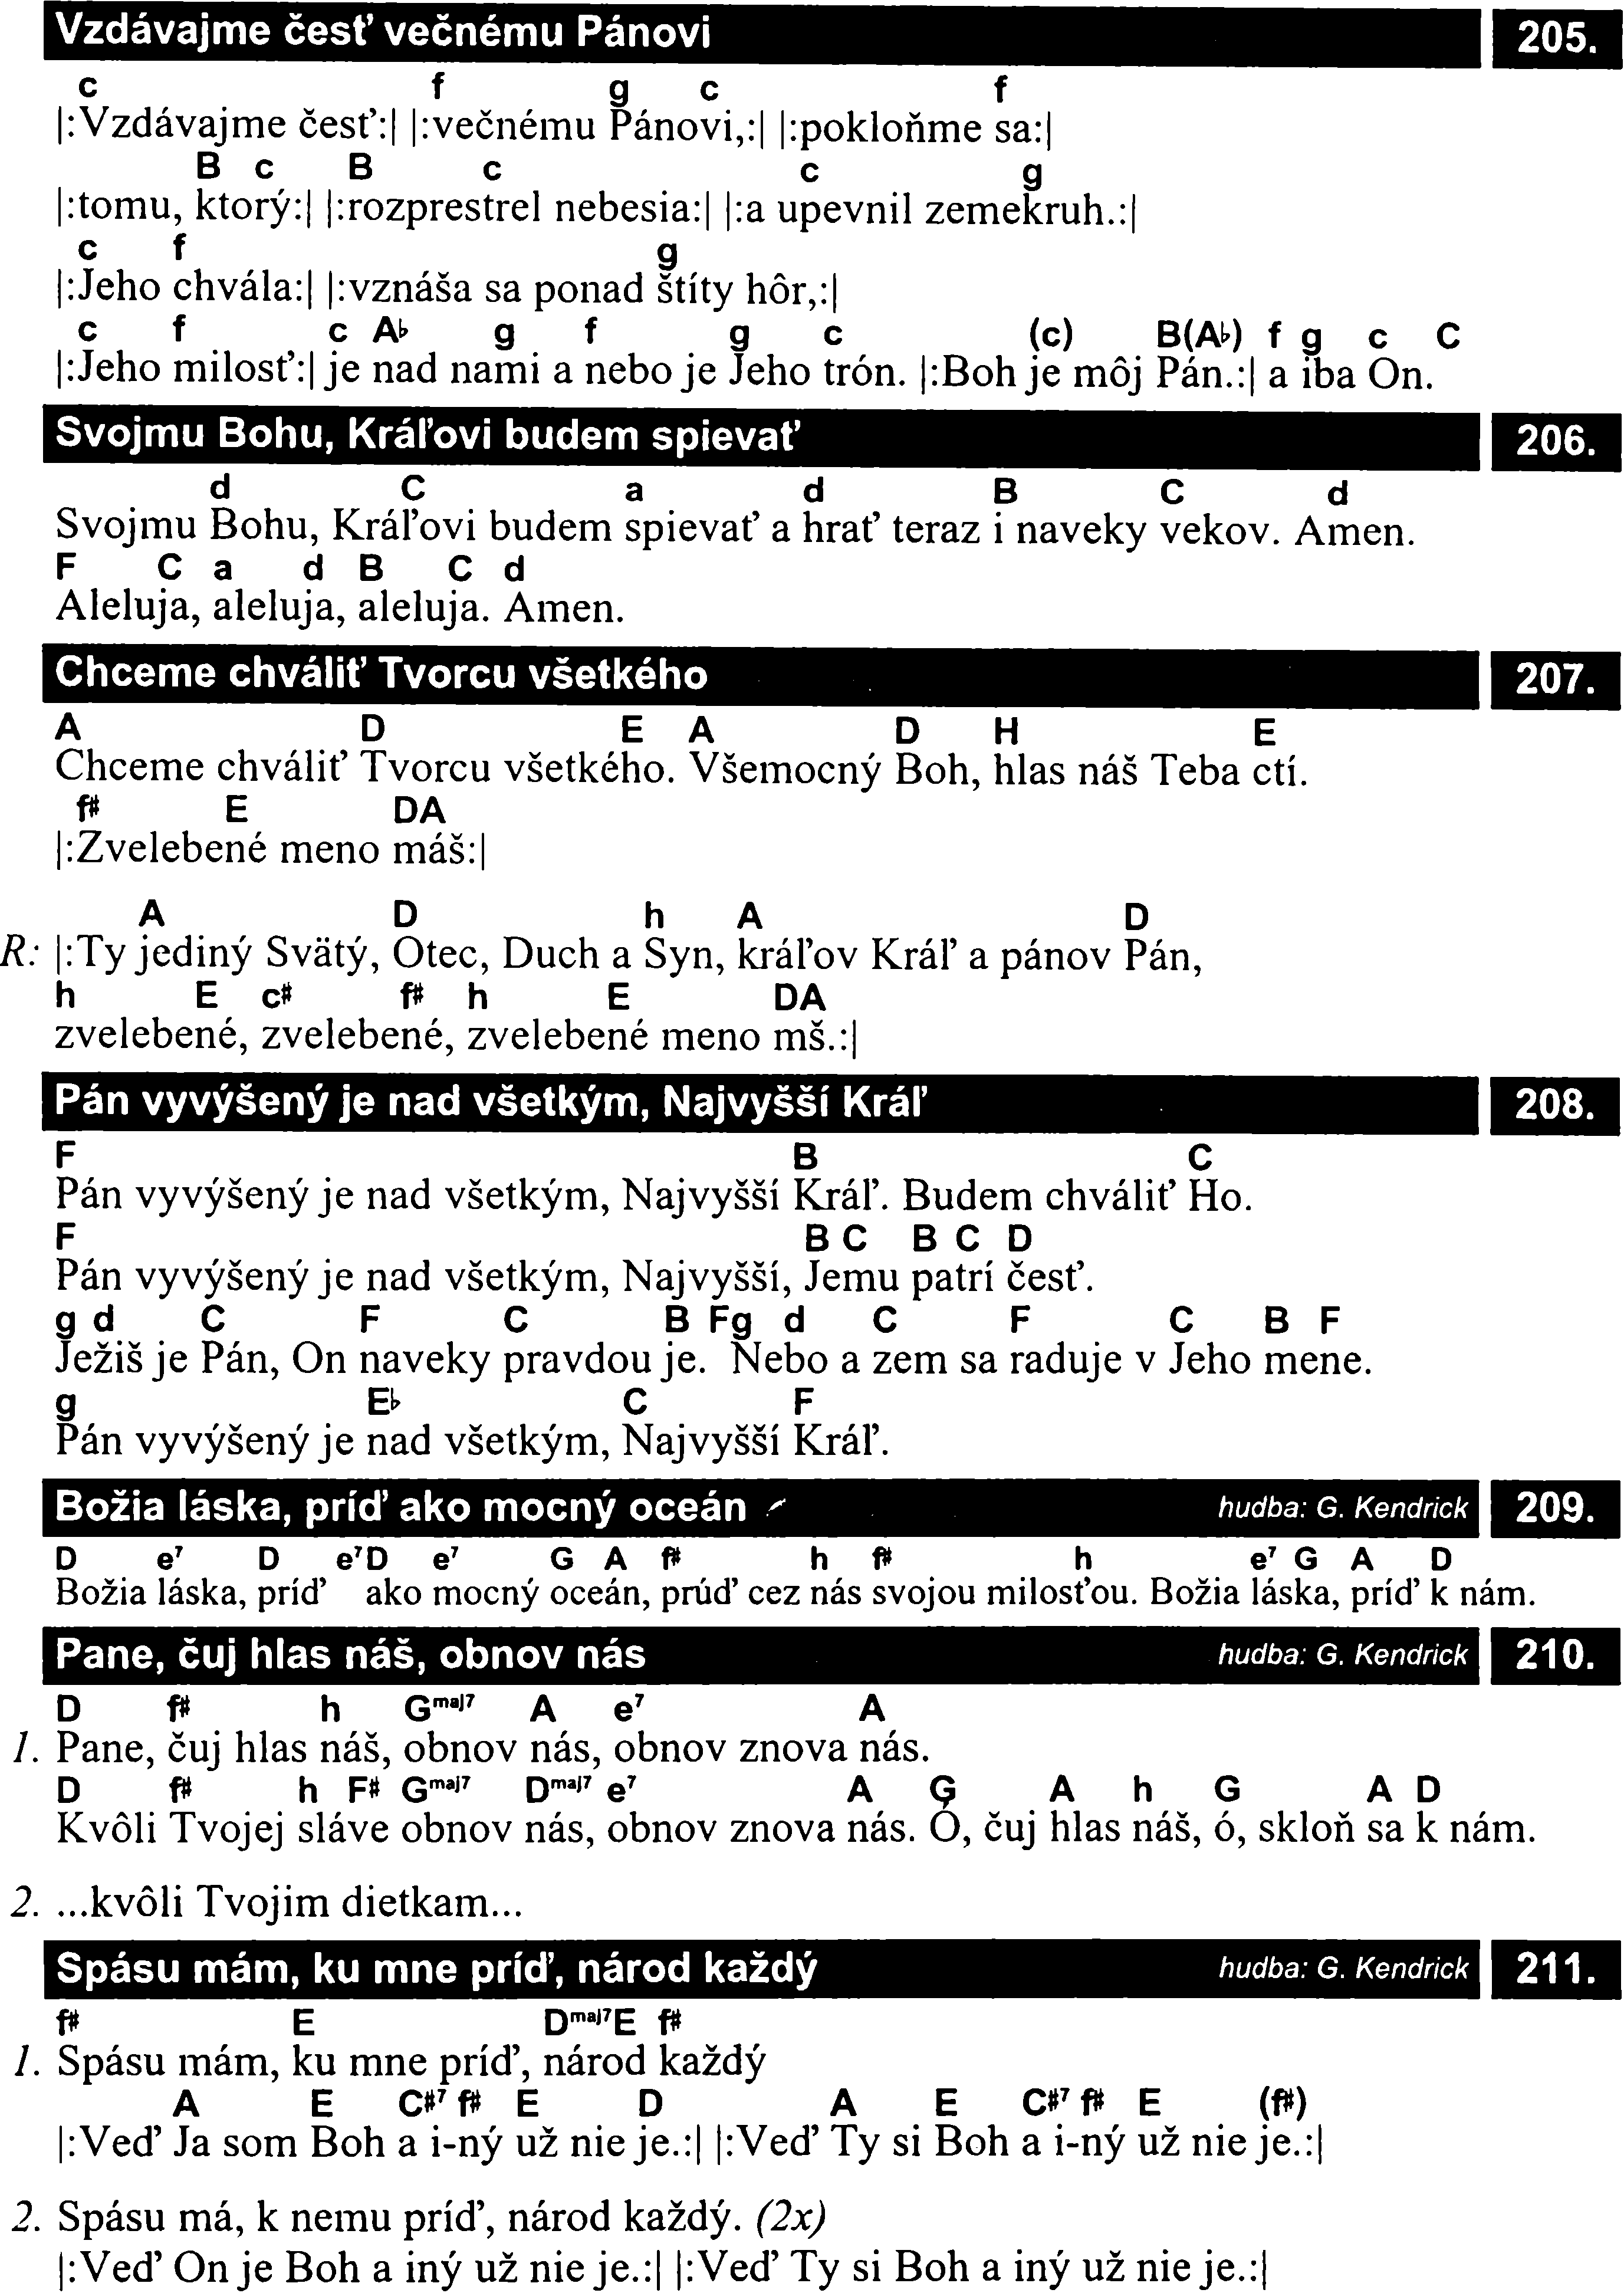 Vzdávajme česť večnému Pánovi 205.
c f g c f
|:Vzdávajme česť:| |:večnému Pánovi,:| |:pokloňme sa:|
B c B c c g
|:tomu, ktorý:| |:rozprestrel nebesia:| |:a upevnil zemekruh.:|
c f g
|:Jeho chvála:| |:vznáša sa ponad štíty hôr,:|
c f c A♭ g f g c (c) B(A♭) f g c C
|:Jeho milosť:| je nad nami a nebo je Jeho trón. |:Boh je môj Pán.:| a iba On.
Svojmu Bohu, Kráľovi budem spievať 206.
d C a d B C d
Svojmu Bohu, Kráľovi budem spievať a hrať teraz i naveky vekov. Amen.
F C a d B C d
Aleluja, aleluja, aleluja. Amen.
Chceme chváliť Tvorcu všetkého 207.
A D E A D H E
Chceme chváliť Tvorcu všetkého. Všemocný Boh, hlas náš Teba ctí.
f# E DA
|:Zvelebené meno máš:|
A D h A D
R: |:Ty jediný Svätý, Otec, Duch a Syn, kráľov Kráľ a pánov Pán,
h E c# f# h E DA
zvelebené, zvelebené, zvelebené meno mš.:|
Pán vyvýšený je nad všetkým, Najvyšší Kráľ 208.
F B C
Pán vyvýšený je nad všetkým, Najvyšší Kráľ. Budem chváliť Ho.
F B C B C D
Pán vyvýšený je nad všetkým, Najvyšší, Jemu patrí česť.
g d C F C B Fg d C F C B F
Ježiš je Pán, On naveky pravdou je. Nebo a zem sa raduje v Jeho mene.
g E♭ C F
Pán vyvýšený je nad všetkým, Najvyšší Kráľ.
Božia láska, príď ako mocný oceán hudba: G. Kendrick 209.
D e7 D e7D e7 G A f# h f# h e7 G A D
Božia láska, príď ako mocný oceán, prúď cez nás svojou milosťou. Božia láska, príď k nám.
Pane, čuj hlas náš, obnov nás hudba: G. Kendrick 210.
D f# h Gmaj7 A e7 A
1. Pane, čuj hlas náš, obnov nás, obnov znova nás.
D f# h F# Gmaj7 Dmaj7 e7 A G A h G A D
Kvôli Tvojej sláve obnov nás, obnov znova nás. Ó, čuj hlas náš, ó, skloň sa k nám.
2. ...kvôli Tvojim dietkam...
Spásu mám, ku mne príď, národ každý hudba: G. Kendrick 211.
f# E Dmaj7E f#
1. Spásu mám, ku mne príď, národ každý
A E C#7 f# E D A E C#7 f# E (f#)
|:Veď Ja som Boh a i-ný už nie je.:| |:Veď Ty si Boh a i-ný už nie je.:|
2. Spásu má, k nemu príď, národ každý. (2x)
|:Veď On je Boh a iný už nie je.:| |:Veď Ty si Boh a iný už nie je.:|